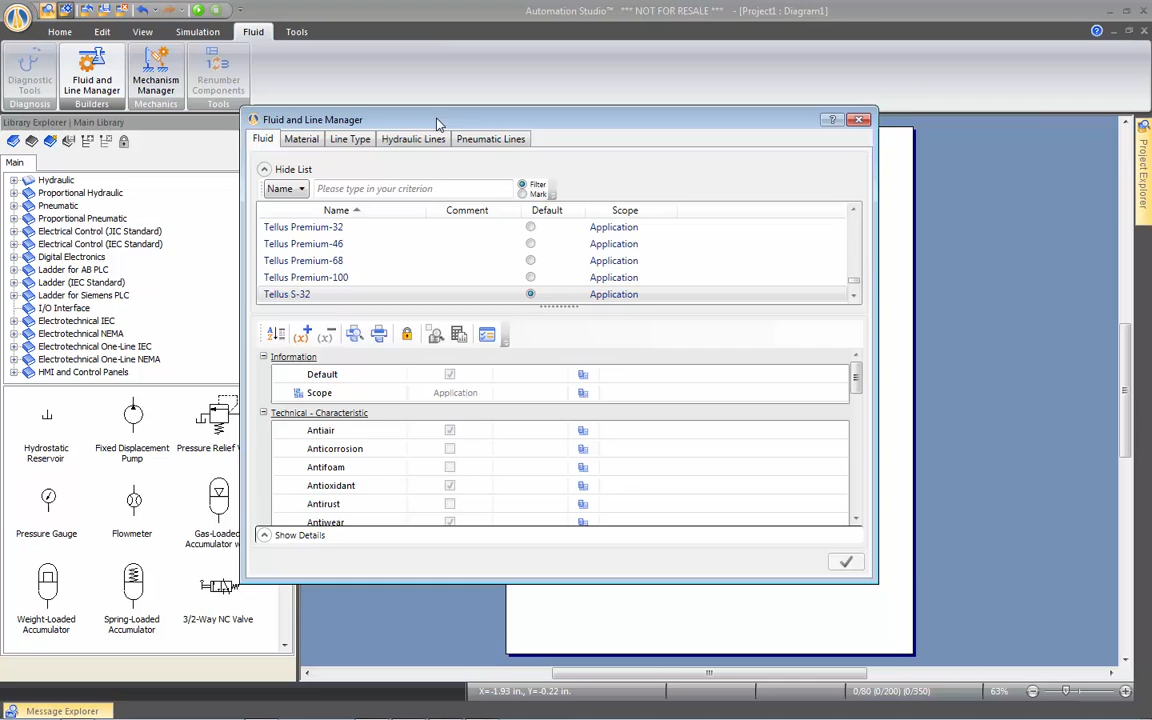 Automation Studio™ *** NOT FOR RESALE *** - [Project1 : Diagram1]
Home Edit View Simulation Fluid Tools
Diagnostic Tools
Fluid and Line Manager
Mechanism Manager
Renumber Components
Diagnosis Builders Mechanics Tools
Library Explorer | Main Library
Main
Hydraulic
Proportional Hydraulic
Pneumatic
Proportional Pneumatic
Electrical Control (JIC Standard)
Electrical Control (IEC Standard)
Digital Electronics
Ladder for AB PLC
Ladder (IEC Standard)
Ladder for Siemens PLC
I/O Interface
Electrotechnical IEC
Electrotechnical NEMA
Electrotechnical One-Line IEC
Electrotechnical One-Line NEMA
HMI and Control Panels
Hydrostatic Reservoir
Fixed Displacement Pump
Pressure Relief V
Pressure Gauge
Flowmeter
Gas-Loaded Accumulator w
Weight-Loaded Accumulator
Spring-Loaded Accumulator
3/2-Way NC Valve
Message Explorer
Fluid and Line Manager
Fluid Material Line Type Hydraulic Lines Pneumatic Lines
Hide List
Name Please type in your criterion
Filter
Mark
Name Comment Default Scope
Tellus Premium-32 Application
Tellus Premium-46 Application
Tellus Premium-68 Application
Tellus Premium-100 Application
Tellus S-32 Application
Information
Default
Scope Application
Technical - Characteristic
Antiair
Anticorrosion
Antifoam
Antioxidant
Antirust
Antiwear
Show Details
Project Explorer
X=-1.93 in., Y=-0.22 in.
0/80 (0/200) (0/350)
63%